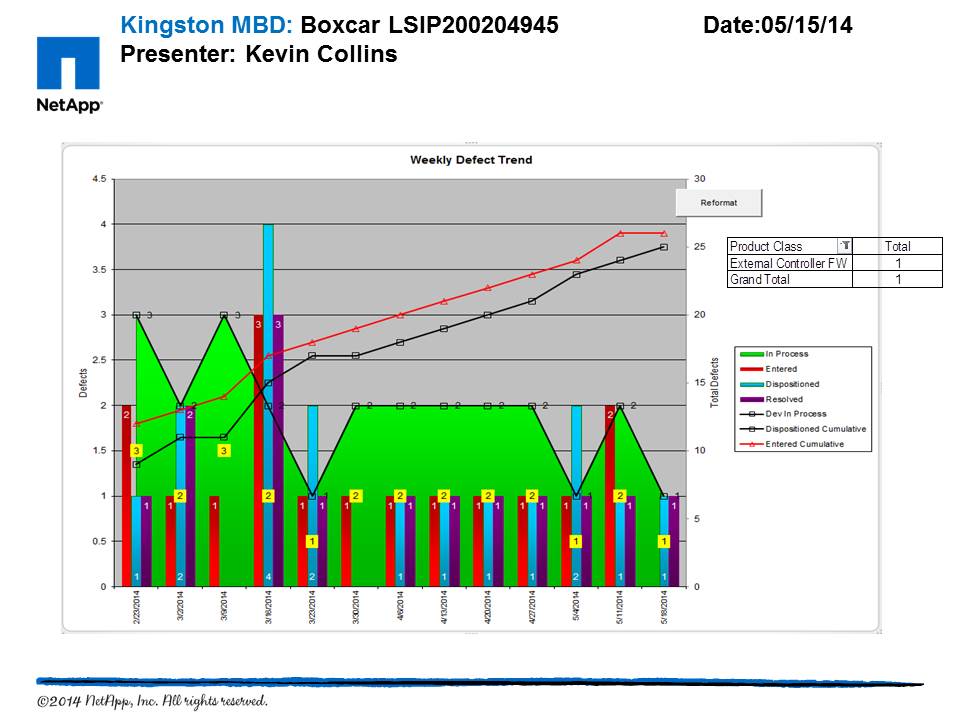 Kingston MBD: Boxcar LSIP200204945 Date:05/15/14
Presenter: Kevin Collins
NetApp®
Weekly Defect Trend
Reformat
Product Class Total
External Controller FW 1
Grand Total 1
Defects
4.5
4
3.5
3
2.5
2
1.5
1
0.5
0
30
25
20
15
10
5
0
Total Defects
3 3
3 3
2 2 2 2 2 2 2 2 2
2 2 2
3 3
2 2 2 2 2 2 2 2
1 1 1
1 1 1 1 1 1 1 1 1 1 1 1 1 1 1 1 1 1 1 1
1 1 1
1 2 4 2 1 1 1 1 2 1 1
2/23/2014
3/2/2014
3/9/2014
3/16/2014
3/23/2014
3/30/2014
4/6/2014
4/13/2014
4/20/2014
4/27/2014
5/4/2014
5/11/2014
5/18/2014
In Process
Entered
Dispositioned
Resolved
Dev In Process
Dispositioned Cumulative
Entered Cumulative
©2014 NetApp, Inc. All rights reserved.